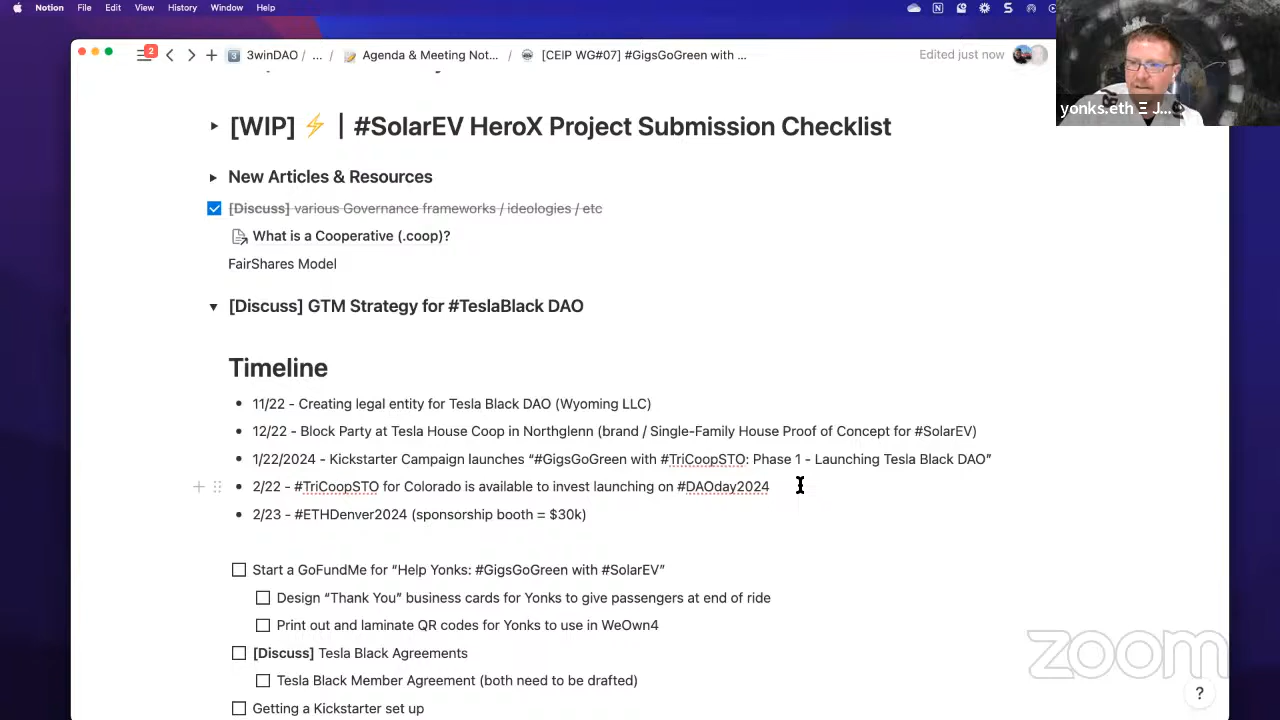 Notion File Edit View History Window Help
2 3winDAO / ... / Agenda & Meeting Not... / [CEIP WG#07] #GigsGoGreen with ... Edited just now
yonks.eth Ξ J...
[WIP] ⚡ | #SolarEV HeroX Project Submission Checklist
New Articles & Resources
[Discuss] various Governance frameworks / ideologies / etc
What is a Cooperative (.coop)?
FairShares Model
[Discuss] GTM Strategy for #TeslaBlack DAO
Timeline
• 11/22 - Creating legal entity for Tesla Black DAO (Wyoming LLC)
• 12/22 - Block Party at Tesla House Coop in Northglenn (brand / Single-Family House Proof of Concept for #SolarEV)
• 1/22/2024 - Kickstarter Campaign launches “#GigsGoGreen with #TriCoopSTO: Phase 1 - Launching Tesla Black DAO”
• 2/22 - #TriCoopSTO for Colorado is available to invest launching on #DAOday2024
• 2/23 - #ETHDenver2024 (sponsorship booth = $30k)
Start a GoFundMe for “Help Yonks: #GigsGoGreen with #SolarEV”
Design “Thank You” business cards for Yonks to give passengers at end of ride
Print out and laminate QR codes for Yonks to use in WeOwn4
[Discuss] Tesla Black Agreements
Tesla Black Member Agreement (both need to be drafted)
Getting a Kickstarter set up
zoom
?